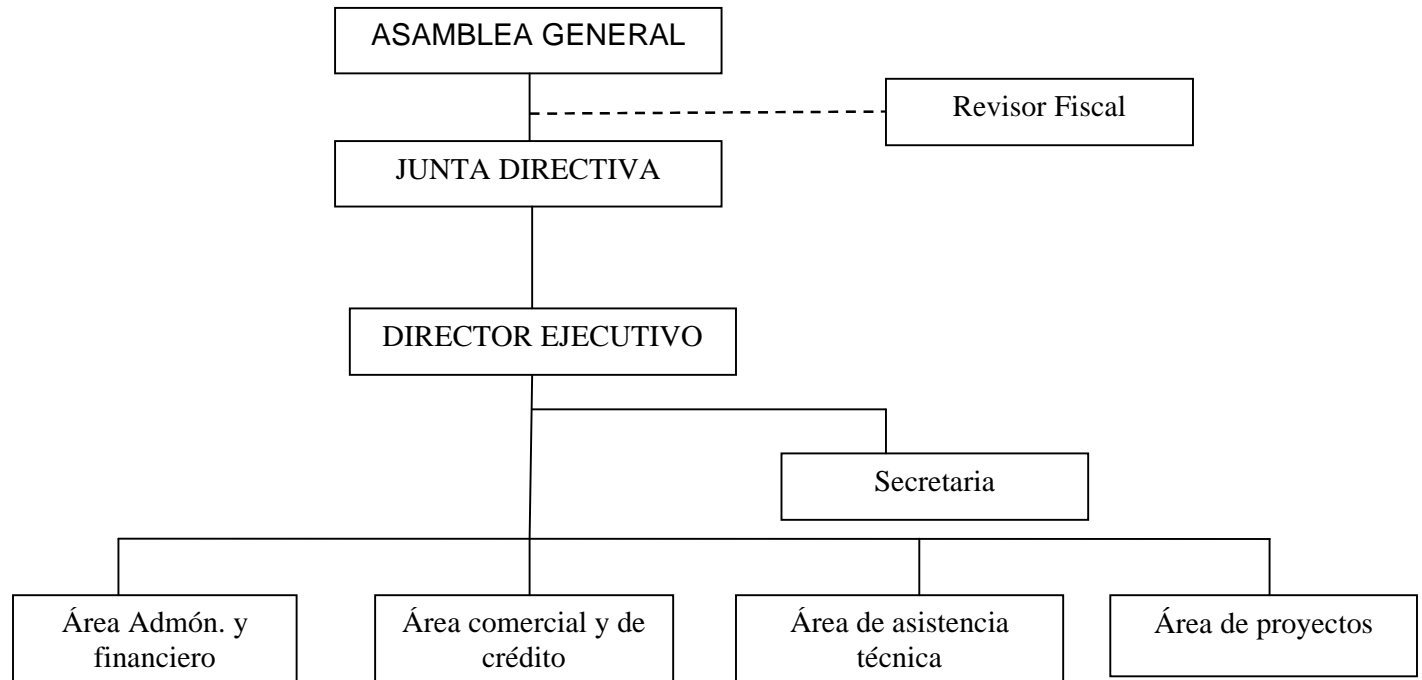 ASAMBLEA GENERAL
Revisor Fiscal
JUNTA DIRECTIVA
DIRECTOR EJECUTIVO
Secretaria
Área Admón. y
financiero
Área comercial y de
crédito
Área de asistencia
técnica
Área de proyectos